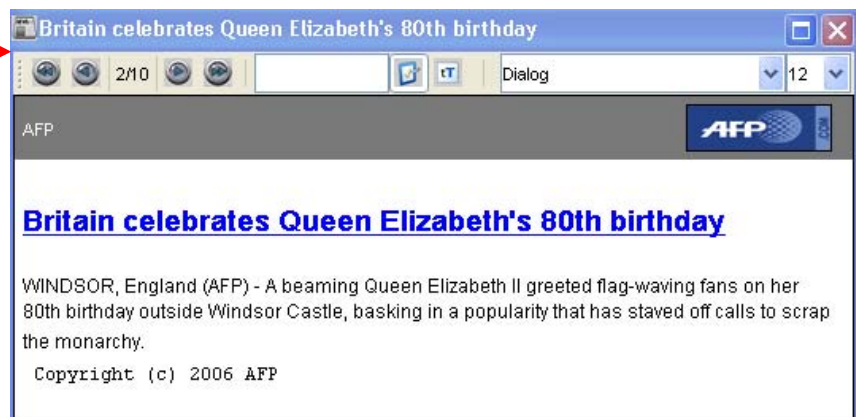 Britain celebrates Queen Elizabeth's 80th birthday
2/10 tT Dialog 12
AFP AFP .COM
Britain celebrates Queen Elizabeth's 80th birthday
WINDSOR, England (AFP) - A beaming Queen Elizabeth II greeted flag-waving fans on her
80th birthday outside Windsor Castle, basking in a popularity that has staved off calls to scrap
the monarchy.
Copyright (c) 2006 AFP